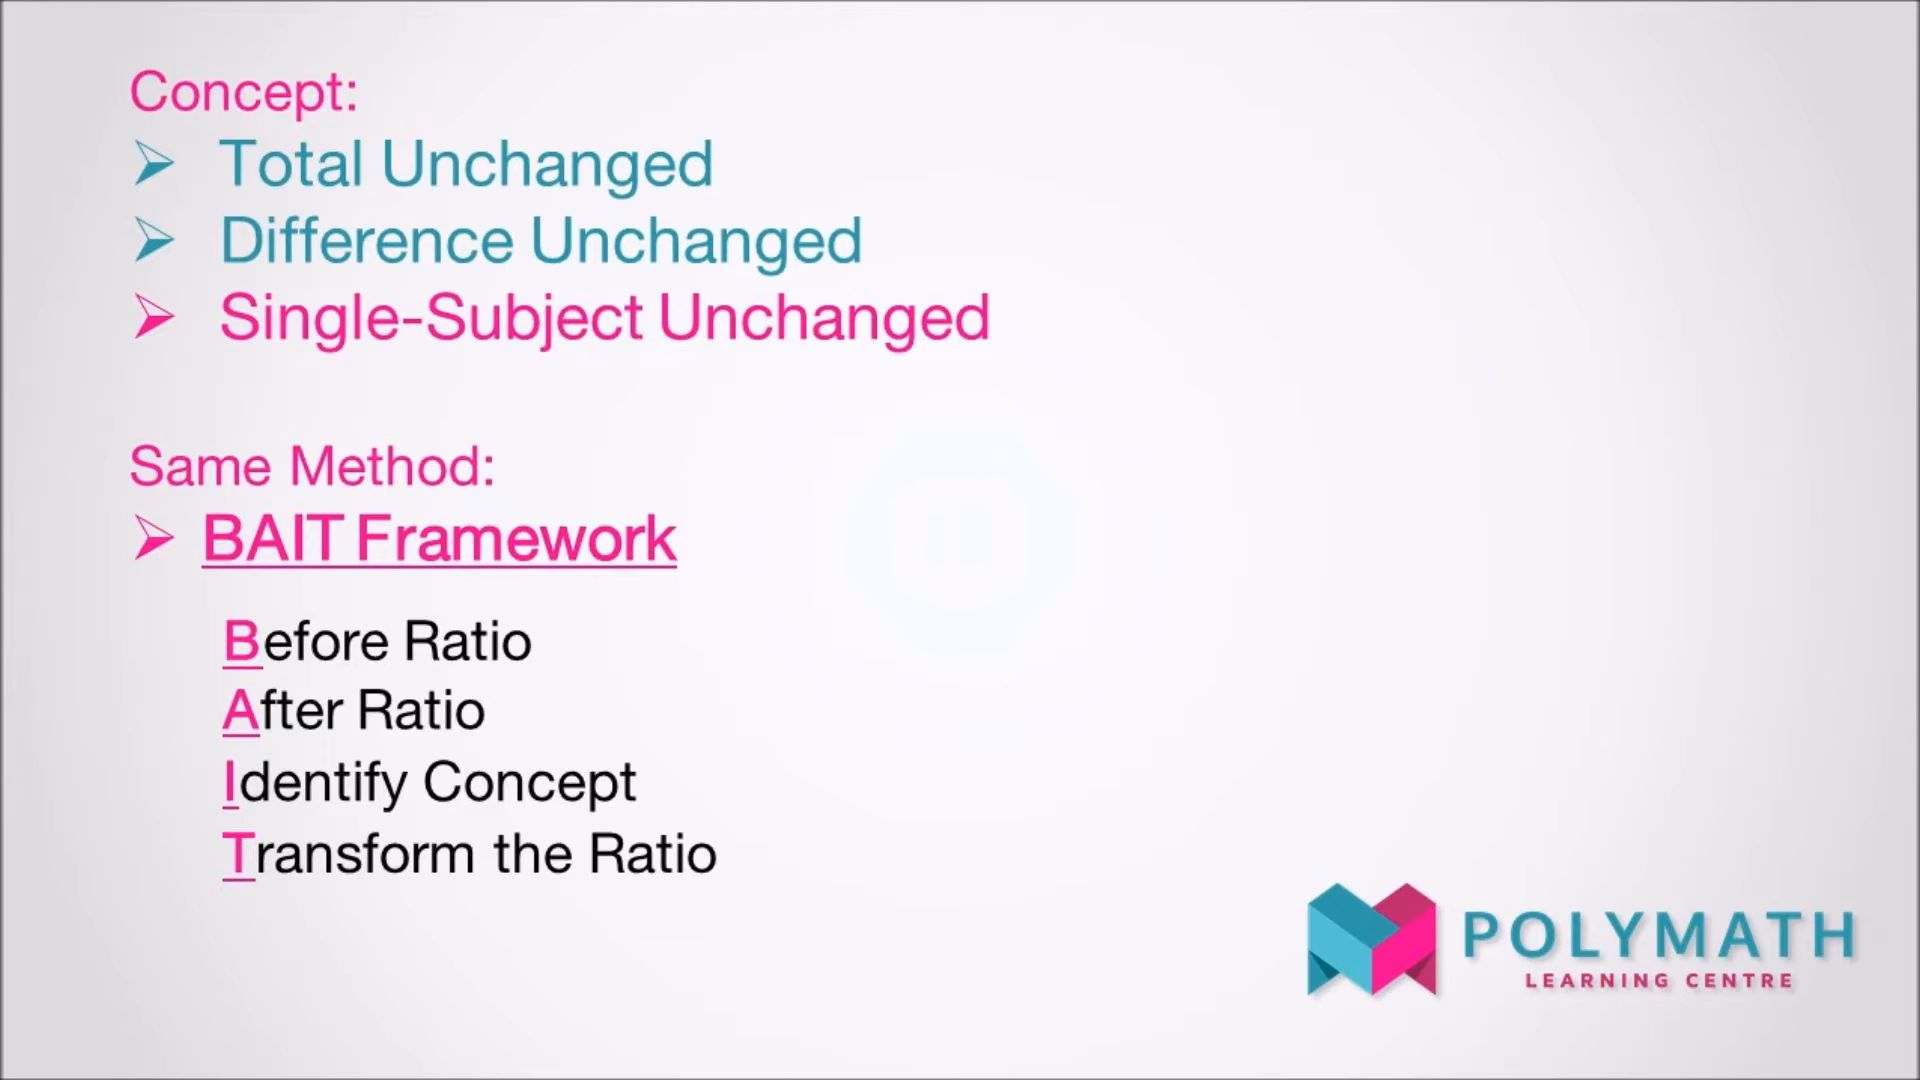 Concept:
Total Unchanged
Difference Unchanged
Single-Subject Unchanged
Same Method:
BAIT Framework
Before Ratio
After Ratio
Identify Concept
Transform the Ratio
POLYMATH
LEARNING CENTRE